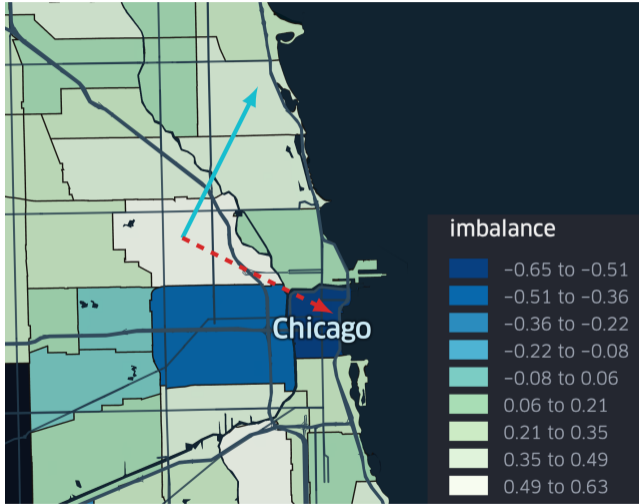 imbalance
−0.65 to −0.51
−0.51 to −0.36
−0.36 to −0.22
−0.22 to −0.08
−0.08 to 0.06
0.06 to 0.21
0.21 to 0.35
0.35 to 0.49
0.49 to 0.63
Chicago